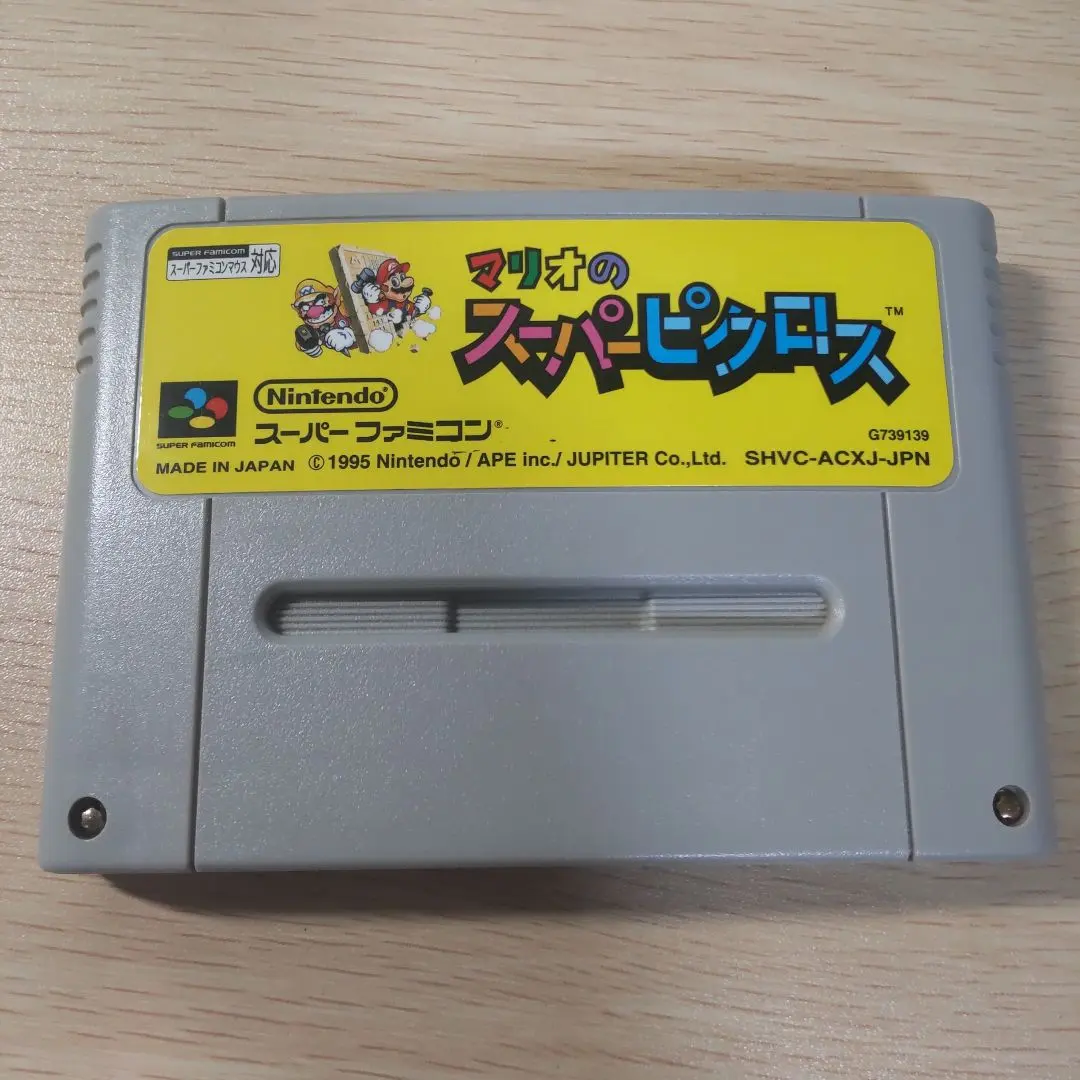 SUPER FAMICOM
スーパーファミコンマウス 対応
マリオの
スーパーピクロス™
Nintendo®
スーパーファミコン®
SUPER FAMICOM
G739139
MADE IN JAPAN ©1995 Nintendo / APE inc./ JUPITER Co.,Ltd. SHVC-ACXJ-JPN